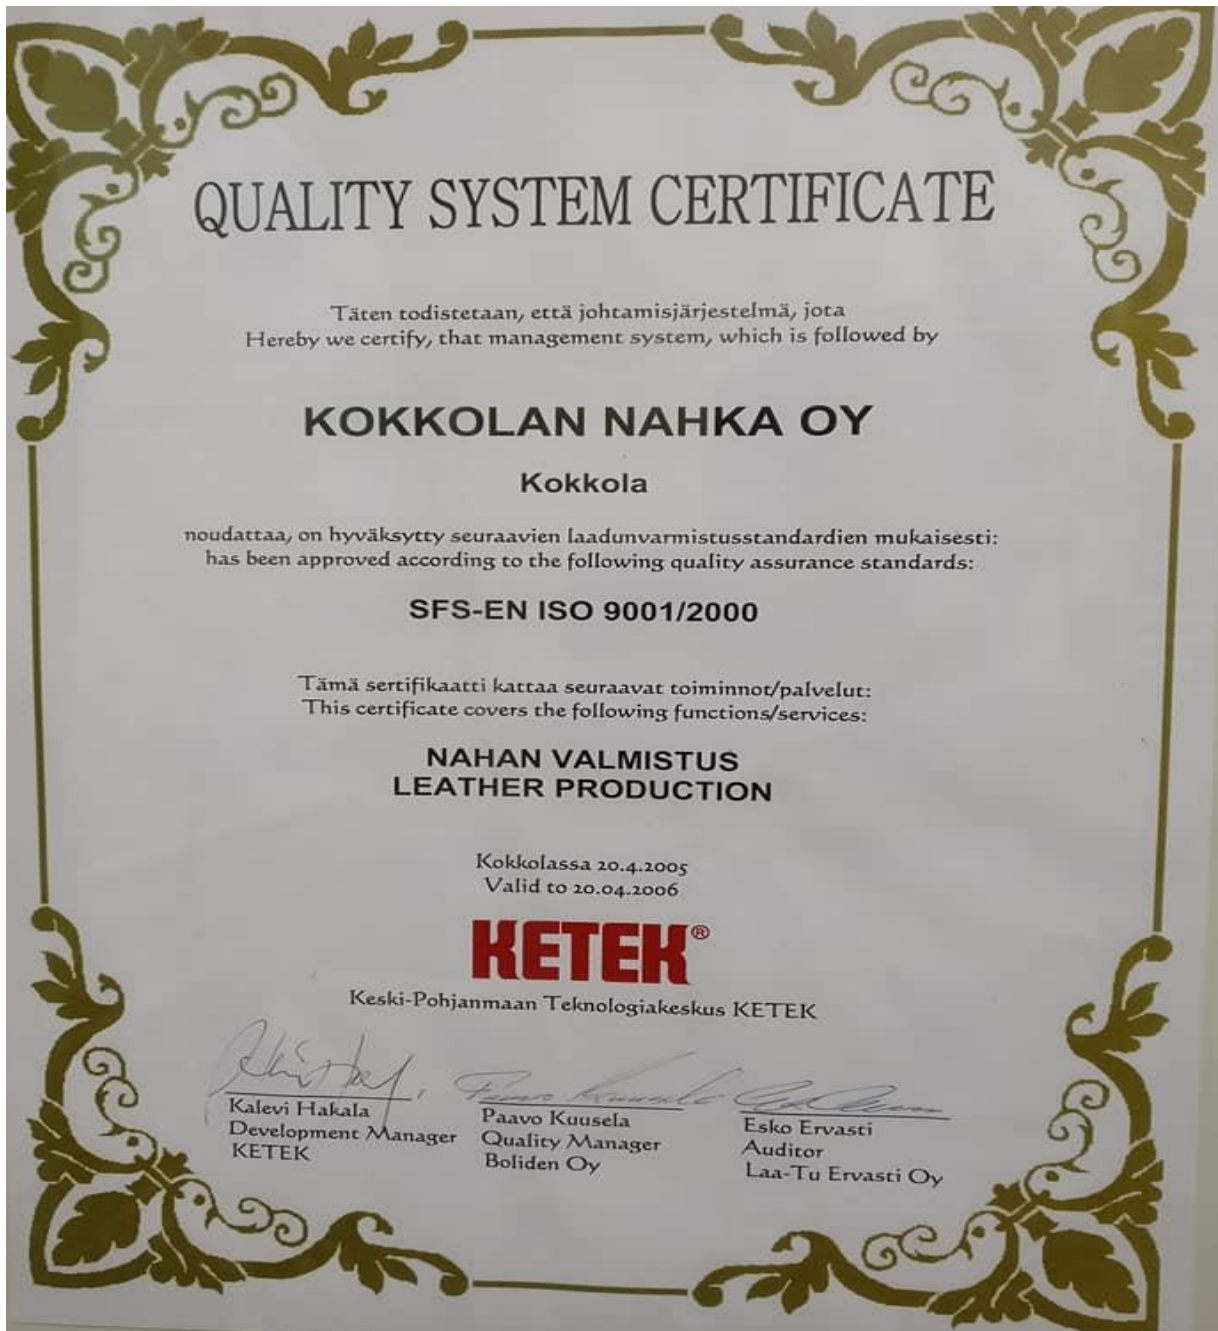 QUALITY SYSTEM CERTIFICATE
Täten todistetaan, että johtamisjärjestelmä, jota
Hereby we certify, that management system, which is followed by
KOKKOLAN NAHKA OY
Kokkola
noudattaa, on hyväksytty seuraavien laadunvarmistusstandardien mukaisesti:
has been approved according to the following quality assurance standards:
SFS-EN ISO 9001/2000
Tämä sertifikaatti kattaa seuraavat toiminnot/palvelut:
This certificate covers the following functions/services:
NAHAN VALMISTUS
LEATHER PRODUCTION
Kokkolassa 20.4.2005
Valid to 20.04.2006
KETEK®
Keski-Pohjanmaan Teknologiakeskus KETEK
Paavo Kuusela
Kalevi Hakala
Development Manager
KETEK
Paavo Kuusela
Quality Manager
Boliden Oy
Esko Ervasti
Auditor
Laa-Tu Ervasti Oy